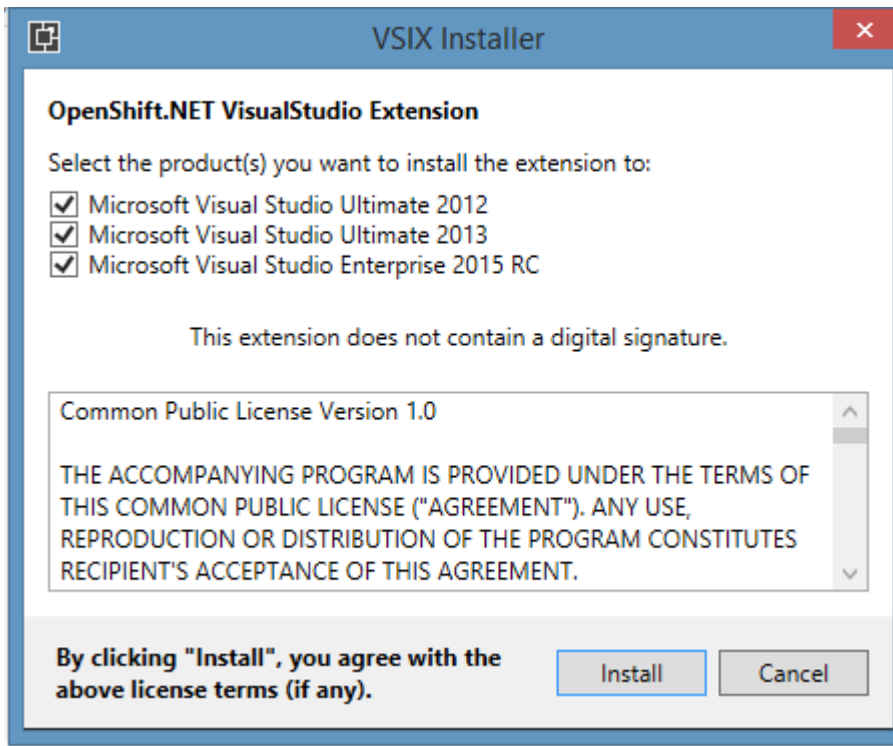 VSIX Installer
OpenShift.NET VisualStudio Extension
Select the product(s) you want to install the extension to:
Microsoft Visual Studio Ultimate 2012
Microsoft Visual Studio Ultimate 2013
Microsoft Visual Studio Enterprise 2015 RC
This extension does not contain a digital signature.
Common Public License Version 1.0
THE ACCOMPANYING PROGRAM IS PROVIDED UNDER THE TERMS OF
THIS COMMON PUBLIC LICENSE ("AGREEMENT"). ANY USE,
REPRODUCTION OR DISTRIBUTION OF THE PROGRAM CONSTITUTES
RECIPIENT'S ACCEPTANCE OF THIS AGREEMENT.
By clicking "Install", you agree with the
above license terms (if any).
Install
Cancel